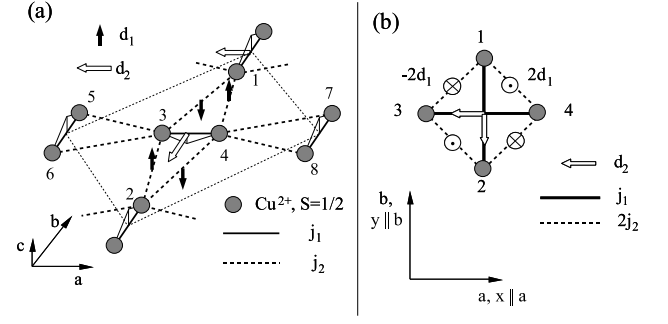 (a)
d₁
d₂
1
5
3
7
4
6
8
2
Cu²⁺, S=1/2
j₁
j₂
b
c
a
(b)
1
-2d₁
2d₁
3
4
2
d₂
j₁
2j₂
b,
y || b
a, x || a